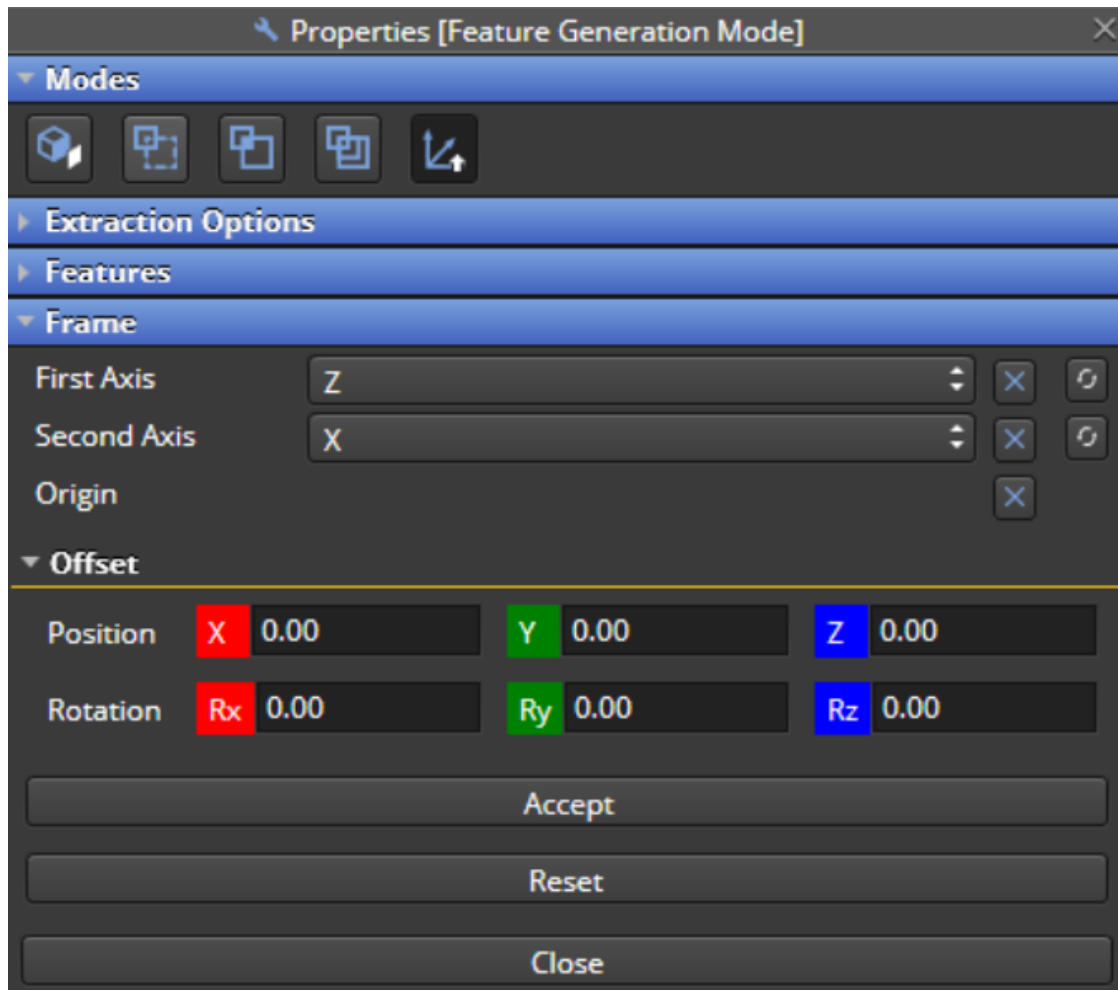 Properties [Feature Generation Mode]
Modes
Extraction Options
Features
Frame
First Axis Z
Second Axis X
Origin
Offset
Position X 0.00 Y 0.00 Z 0.00
Rotation Rx 0.00 Ry 0.00 Rz 0.00
Accept
Reset
Close